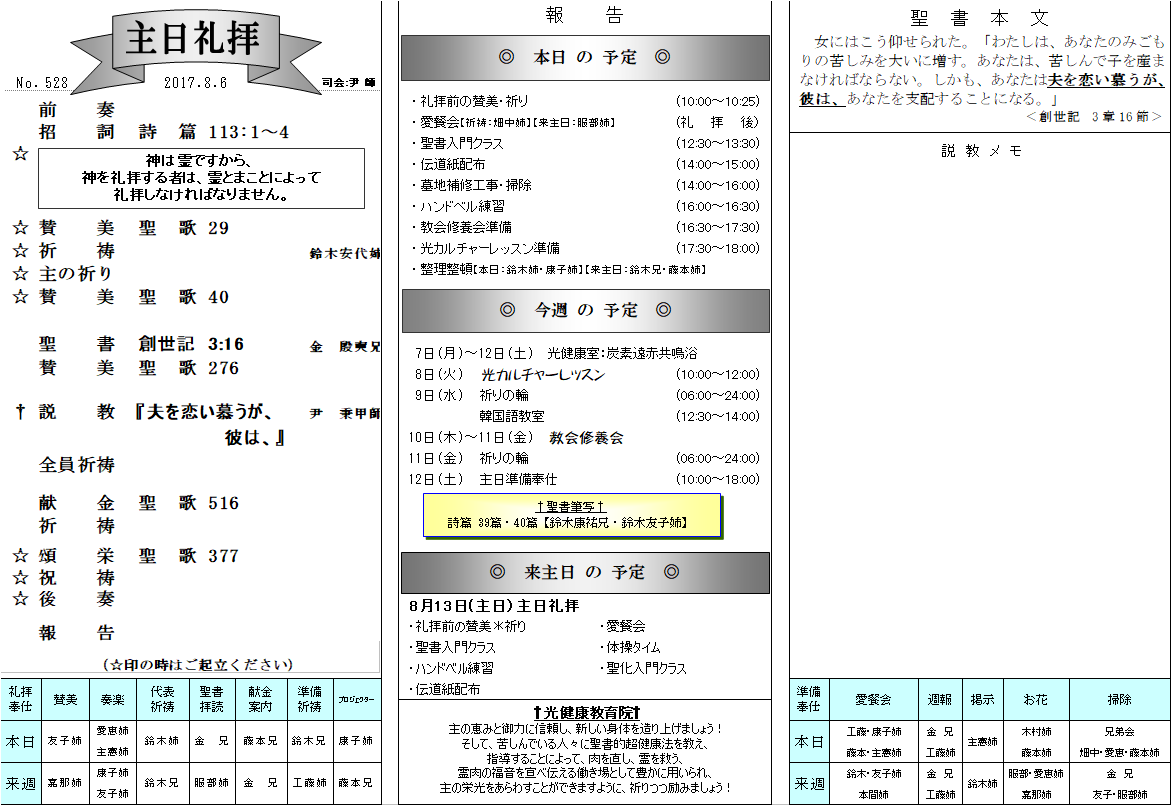 主日礼拝
No. 528
2017.8.6
司会:尹 師
前 奏
招 詞 詩 篇 113:1～4
☆
神は霊ですから、
神を礼拝する者は、霊とまことによって
礼拝しなければなりません。
☆ 賛 美 聖 歌 29
☆ 祈 祷 鈴木安代姉
☆ 主の祈り
☆ 賛 美 聖 歌 40
聖 書 創世記 3:16 金 殷奭兄
賛 美 聖 歌 276
† 説 教 『夫を恋い慕うが、 尹 秉甲師
彼は、』
全員祈祷
献 金 聖 歌 516
祈 祷
☆ 頌 栄 聖 歌 377
☆ 祝 祷
☆ 後 奏
報 告
(☆印の時はご起立ください)
礼拝奉仕 賛美 奏楽 代表祈祷 聖書拝読 献金案内 準備祈祷 プロジェクター
本日 友子姉 愛恵姉 主憲姉 鈴木姉 金 兄 藤本兄 鈴木兄 康子姉
来週 嘉那姉 康子姉 友子姉 鈴木兄 服部姉 金 兄 工藤姉 藤本兄
報 告
◎ 本日 の 予定 ◎
・礼拝前の賛美・祈り (10:00～10:25)
・愛餐会【祈祷:畑中姉】【来主日:服部姉】 (礼 拝 後)
・聖書入門クラス (12:30～13:30)
・伝道紙配布 (14:00～15:00)
・墓地補修工事・掃除 (14:00～16:00)
・ハンドベル練習 (16:00～16:30)
・教会修養会準備 (16:30～17:30)
・光カルチャーレッスン準備 (17:30～18:00)
・整理整頓【本日:鈴木姉・康子姉】【来主日:鈴木兄・藤本姉】
◎ 今週 の 予定 ◎
7日(月)～12日(土) 光健康室:炭素遠赤共鳴浴
8日(火) 光カルチャーレッスン (10:00～12:00)
9日(水) 祈りの輪 (06:00～24:00)
韓国語教室 (12:30～14:00)
10日(木)～11日(金) 教会修養会
11日(金) 祈りの輪 (06:00～24:00)
12日(土) 主日準備奉仕 (10:00～18:00)
†聖書筆写†
詩篇 39篇・40篇【鈴木康祐兄・鈴木友子姉】
◎ 来主日 の 予定 ◎
8月13日(主日)主日礼拝
・礼拝前の賛美＊祈り ・愛餐会
・聖書入門クラス ・体操タイム
・ハンドベル練習 ・聖化入門クラス
・伝道紙配布
†光健康教育院†
主の恵みと御力に信頼し、新しい身体を造り上げましょう!
そして、苦しんでいる人々に聖書的超健康法を教え、
指導することによって、肉を直し、霊を救う、
霊肉の福音を宣べ伝える働き場として豊かに用いられ、
主の栄光をあらわすことができますように、祈りつつ励みましょう!
聖 書 本 文
女にはこう仰せられた。「わたしは、あなたのみごも
りの苦しみを大いに増す。あなたは、苦しんで子を産ま
なければならない。しかも、あなたは夫を恋い慕うが、
彼は、あなたを支配することになる。」
＜創世記 3章16節＞
説 教 メ モ
準備奉仕 愛餐会 週報 掲示 お花 掃除
本日 工藤・康子姉 藤本・主憲姉 金 兄 工藤姉 主憲姉 木村姉 藤本姉 兄弟会 畑中・愛恵・藤本姉
来週 鈴木・友子姉 本間姉 金 兄 工藤姉 鈴木姉 服部・愛恵姉 嘉那姉 金 兄 友子・服部姉